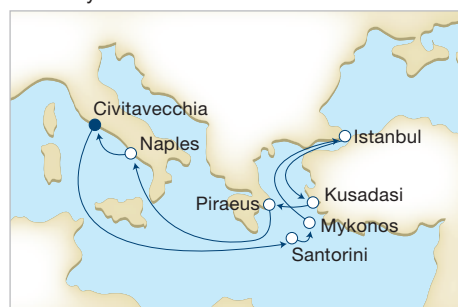 Civitavecchia
Naples
Istanbul
Piraeus
Kusadasi
Mykonos
Santorini